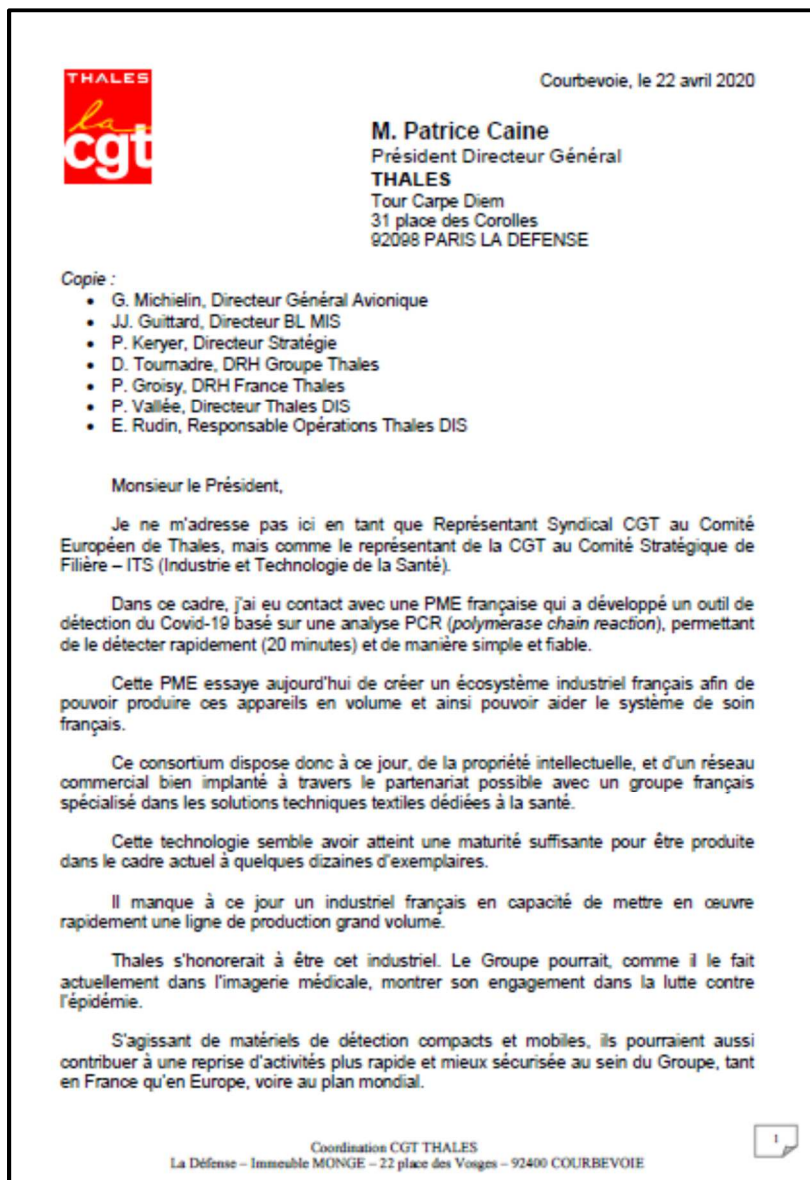 THALES
la
cgt
Courbevoie, le 22 avril 2020
M. Patrice Caine
Président Directeur Général
THALES
Tour Carpe Diem
31 place des Corolles
92098 PARIS LA DEFENSE
Copie :
• G. Michielin, Directeur Général Avionique
• JJ. Guittard, Directeur BL MIS
• P. Keryer, Directeur Stratégie
• D. Tournadre, DRH Groupe Thales
• P. Groisy, DRH France Thales
• P. Vallée, Directeur Thales DIS
• E. Rudin, Responsable Opérations Thales DIS
Monsieur le Président,
Je ne m'adresse pas ici en tant que Représentant Syndical CGT au Comité
Européen de Thales, mais comme le représentant de la CGT au Comité Stratégique de
Filière – ITS (Industrie et Technologie de la Santé).
Dans ce cadre, j'ai eu contact avec une PME française qui a développé un outil de
détection du Covid-19 basé sur une analyse PCR (polymerase chain reaction), permettant
de le détecter rapidement (20 minutes) et de manière simple et fiable.
Cette PME essaye aujourd'hui de créer un écosystème industriel français afin de
pouvoir produire ces appareils en volume et ainsi pouvoir aider le système de soin
français.
Ce consortium dispose donc à ce jour, de la propriété intellectuelle, et d'un réseau
commercial bien implanté à travers le partenariat possible avec un groupe français
spécialisé dans les solutions techniques textiles dédiées à la santé.
Cette technologie semble avoir atteint une maturité suffisante pour être produite
dans le cadre actuel à quelques dizaines d'exemplaires.
Il manque à ce jour un industriel français en capacité de mettre en œuvre
rapidement une ligne de production grand volume.
Thales s'honorerait à être cet industriel. Le Groupe pourrait, comme il le fait
actuellement dans l'imagerie médicale, montrer son engagement dans la lutte contre
l'épidémie.
S'agissant de matériels de détection compacts et mobiles, ils pourraient aussi
contribuer à une reprise d'activités plus rapide et mieux sécurisée au sein du Groupe, tant
en France qu'en Europe, voire au plan mondial.
Coordination CGT THALES
La Défense – Immeuble MONGE – 22 place des Vosges – 92400 COURBEVOIE
1